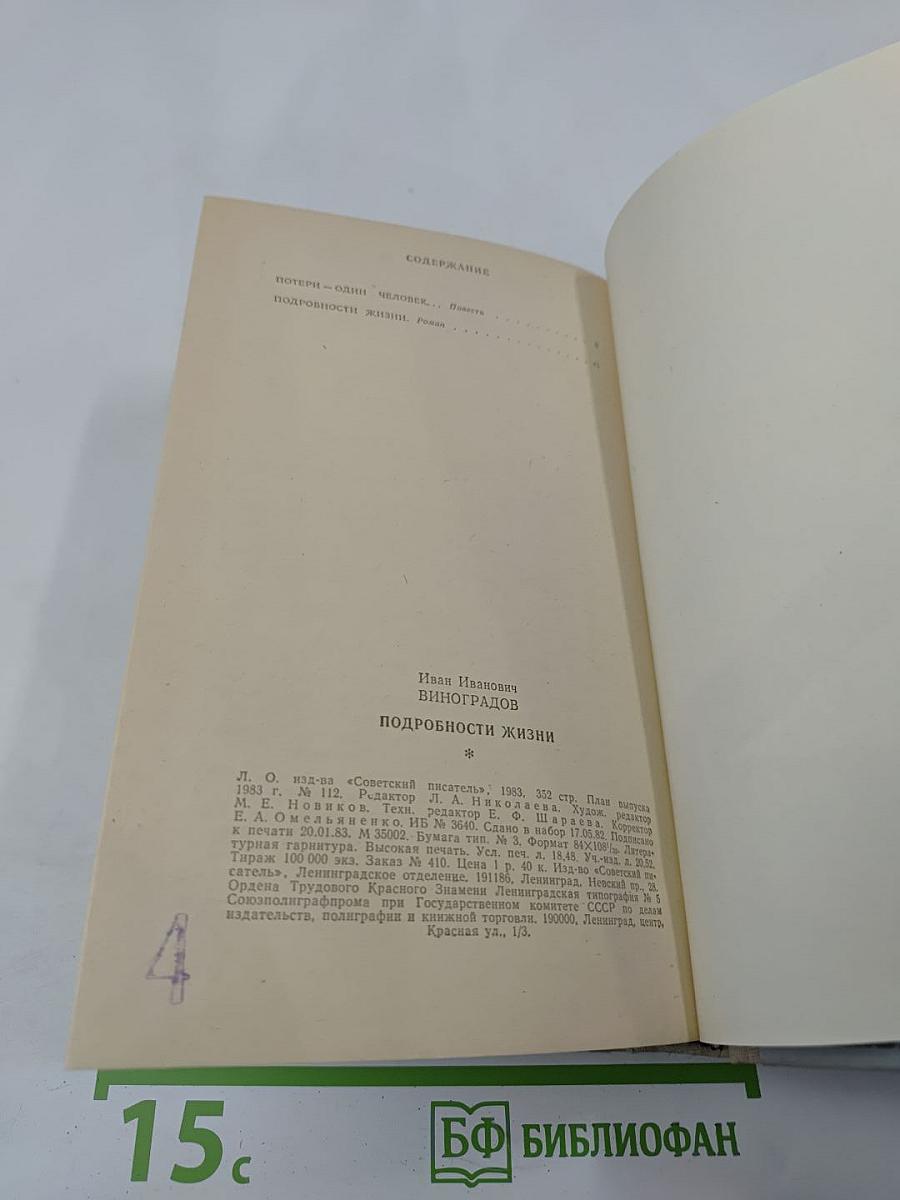 СОДЕРЖАНИЕ
ПОТЕРИ — ОДИН ЧЕЛОВЕК... Повесть . . . . . . . . .
ПОДРОБНОСТИ ЖИЗНИ. Роман . . . . . . . . . . . . .
Иван Иванович
ВИНОГРАДОВ
ПОДРОБНОСТИ ЖИЗНИ
*
Л. О. изд-ва «Советский писатель», 1983, 352 стр. План выпуска
1983 г. № 112. Редактор Л. А. Николаева. Худож. редактор
М. Е. Новиков. Техн. редактор Е. Ф. Шараева. Корректор
Е. А. Омельяненко. ИБ № 3640. Сдано в набор 17.05.82. Подписано
к печати 20.01.83. М 35002. Бумага тип. № 3. Формат 84×108¹/₃₂. Литера-
турная гарнитура. Высокая печать. Усл. печ. л. 18,48. Уч.-изд. л. 20,52.
Тираж 100 000 экз. Заказ № 410. Цена 1 р. 40 к. Изд-во «Советский пи-
сатель», Ленинградское отделение. 191186, Ленинград, Невский пр., 28.
Ордена Трудового Красного Знамени Ленинградская типография № 5
Союзполиграфпрома при Государственном комитете СССР по делам
издательств, полиграфии и книжной торговли. 190000, Ленинград, центр,
Красная ул., 1/3.
4
15 с
БФ БИБЛИОФАН